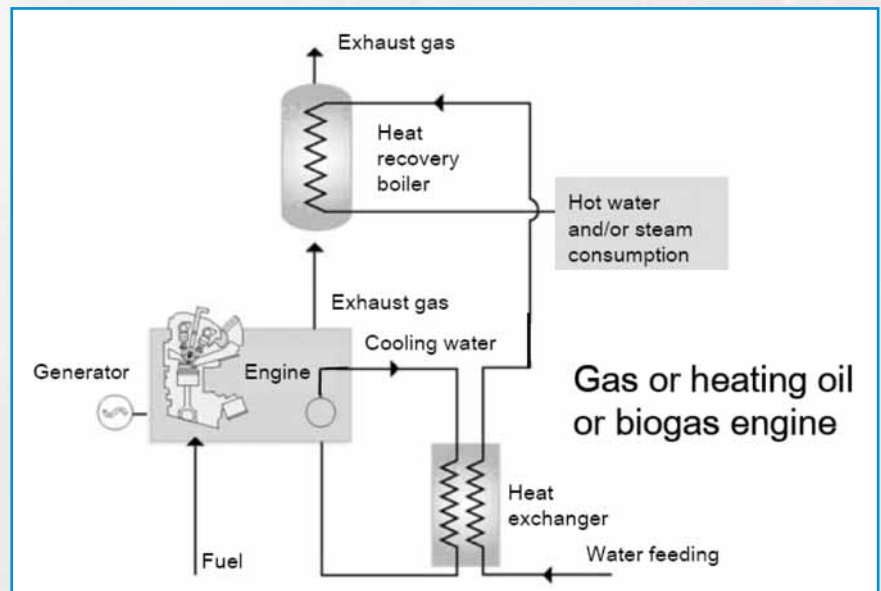 Exhaust gas
Heat
recovery
boiler
Hot water
and/or steam
consumption
Exhaust gas
Cooling water
Generator
Engine
Gas or heating oil
or biogas engine
Heat
exchanger
Fuel
Water feeding